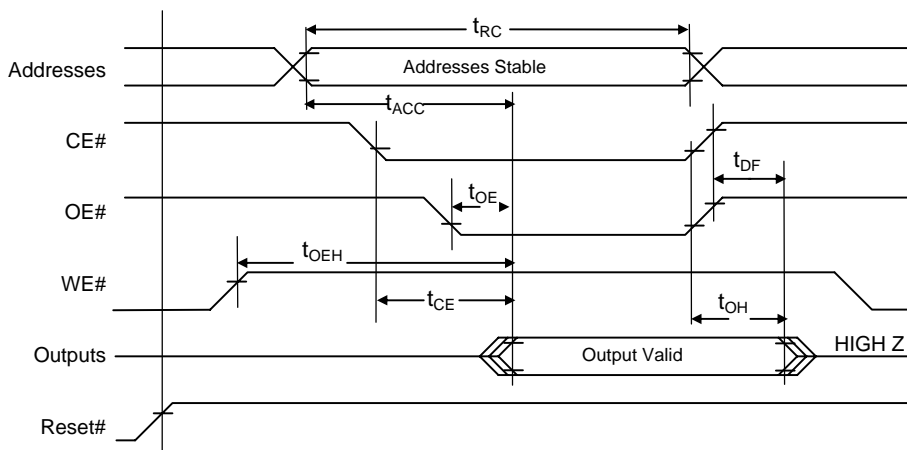 tRC
Addresses
Addresses Stable
tACC
CE#
tDF
OE#
tOE
tOEH
WE#
tCE
tOH
Outputs
Output Valid
HIGH Z
Reset#